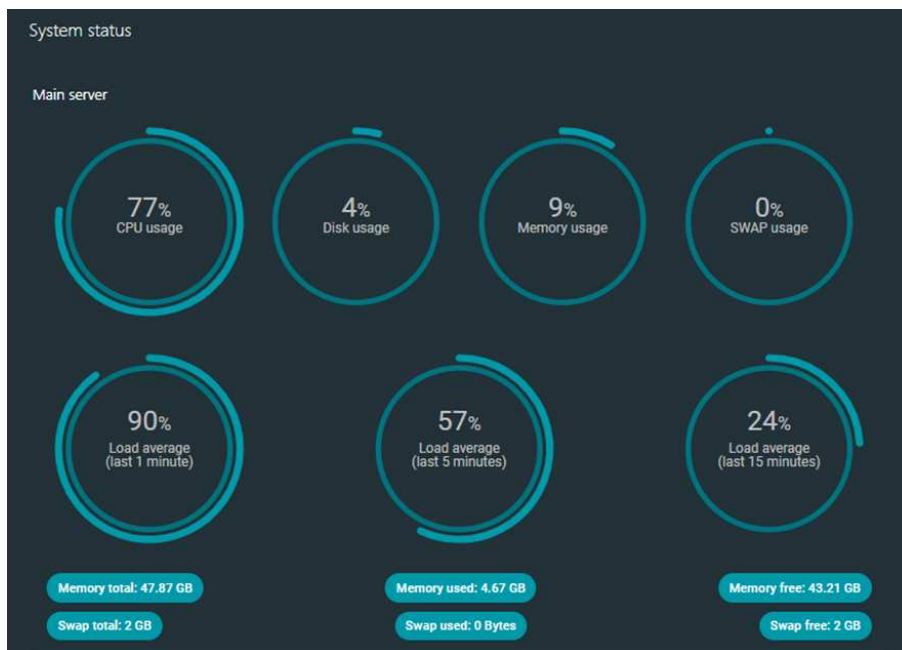 System status
Main server
77%
CPU usage
4%
Disk usage
9%
Memory usage
0%
SWAP usage
90%
Load average
(last 1 minute)
57%
Load average
(last 5 minutes)
24%
Load average
(last 15 minutes)
Memory total: 47.87 GB
Memory used: 4.67 GB
Memory free: 43.21 GB
Swap total: 2 GB
Swap used: 0 Bytes
Swap free: 2 GB